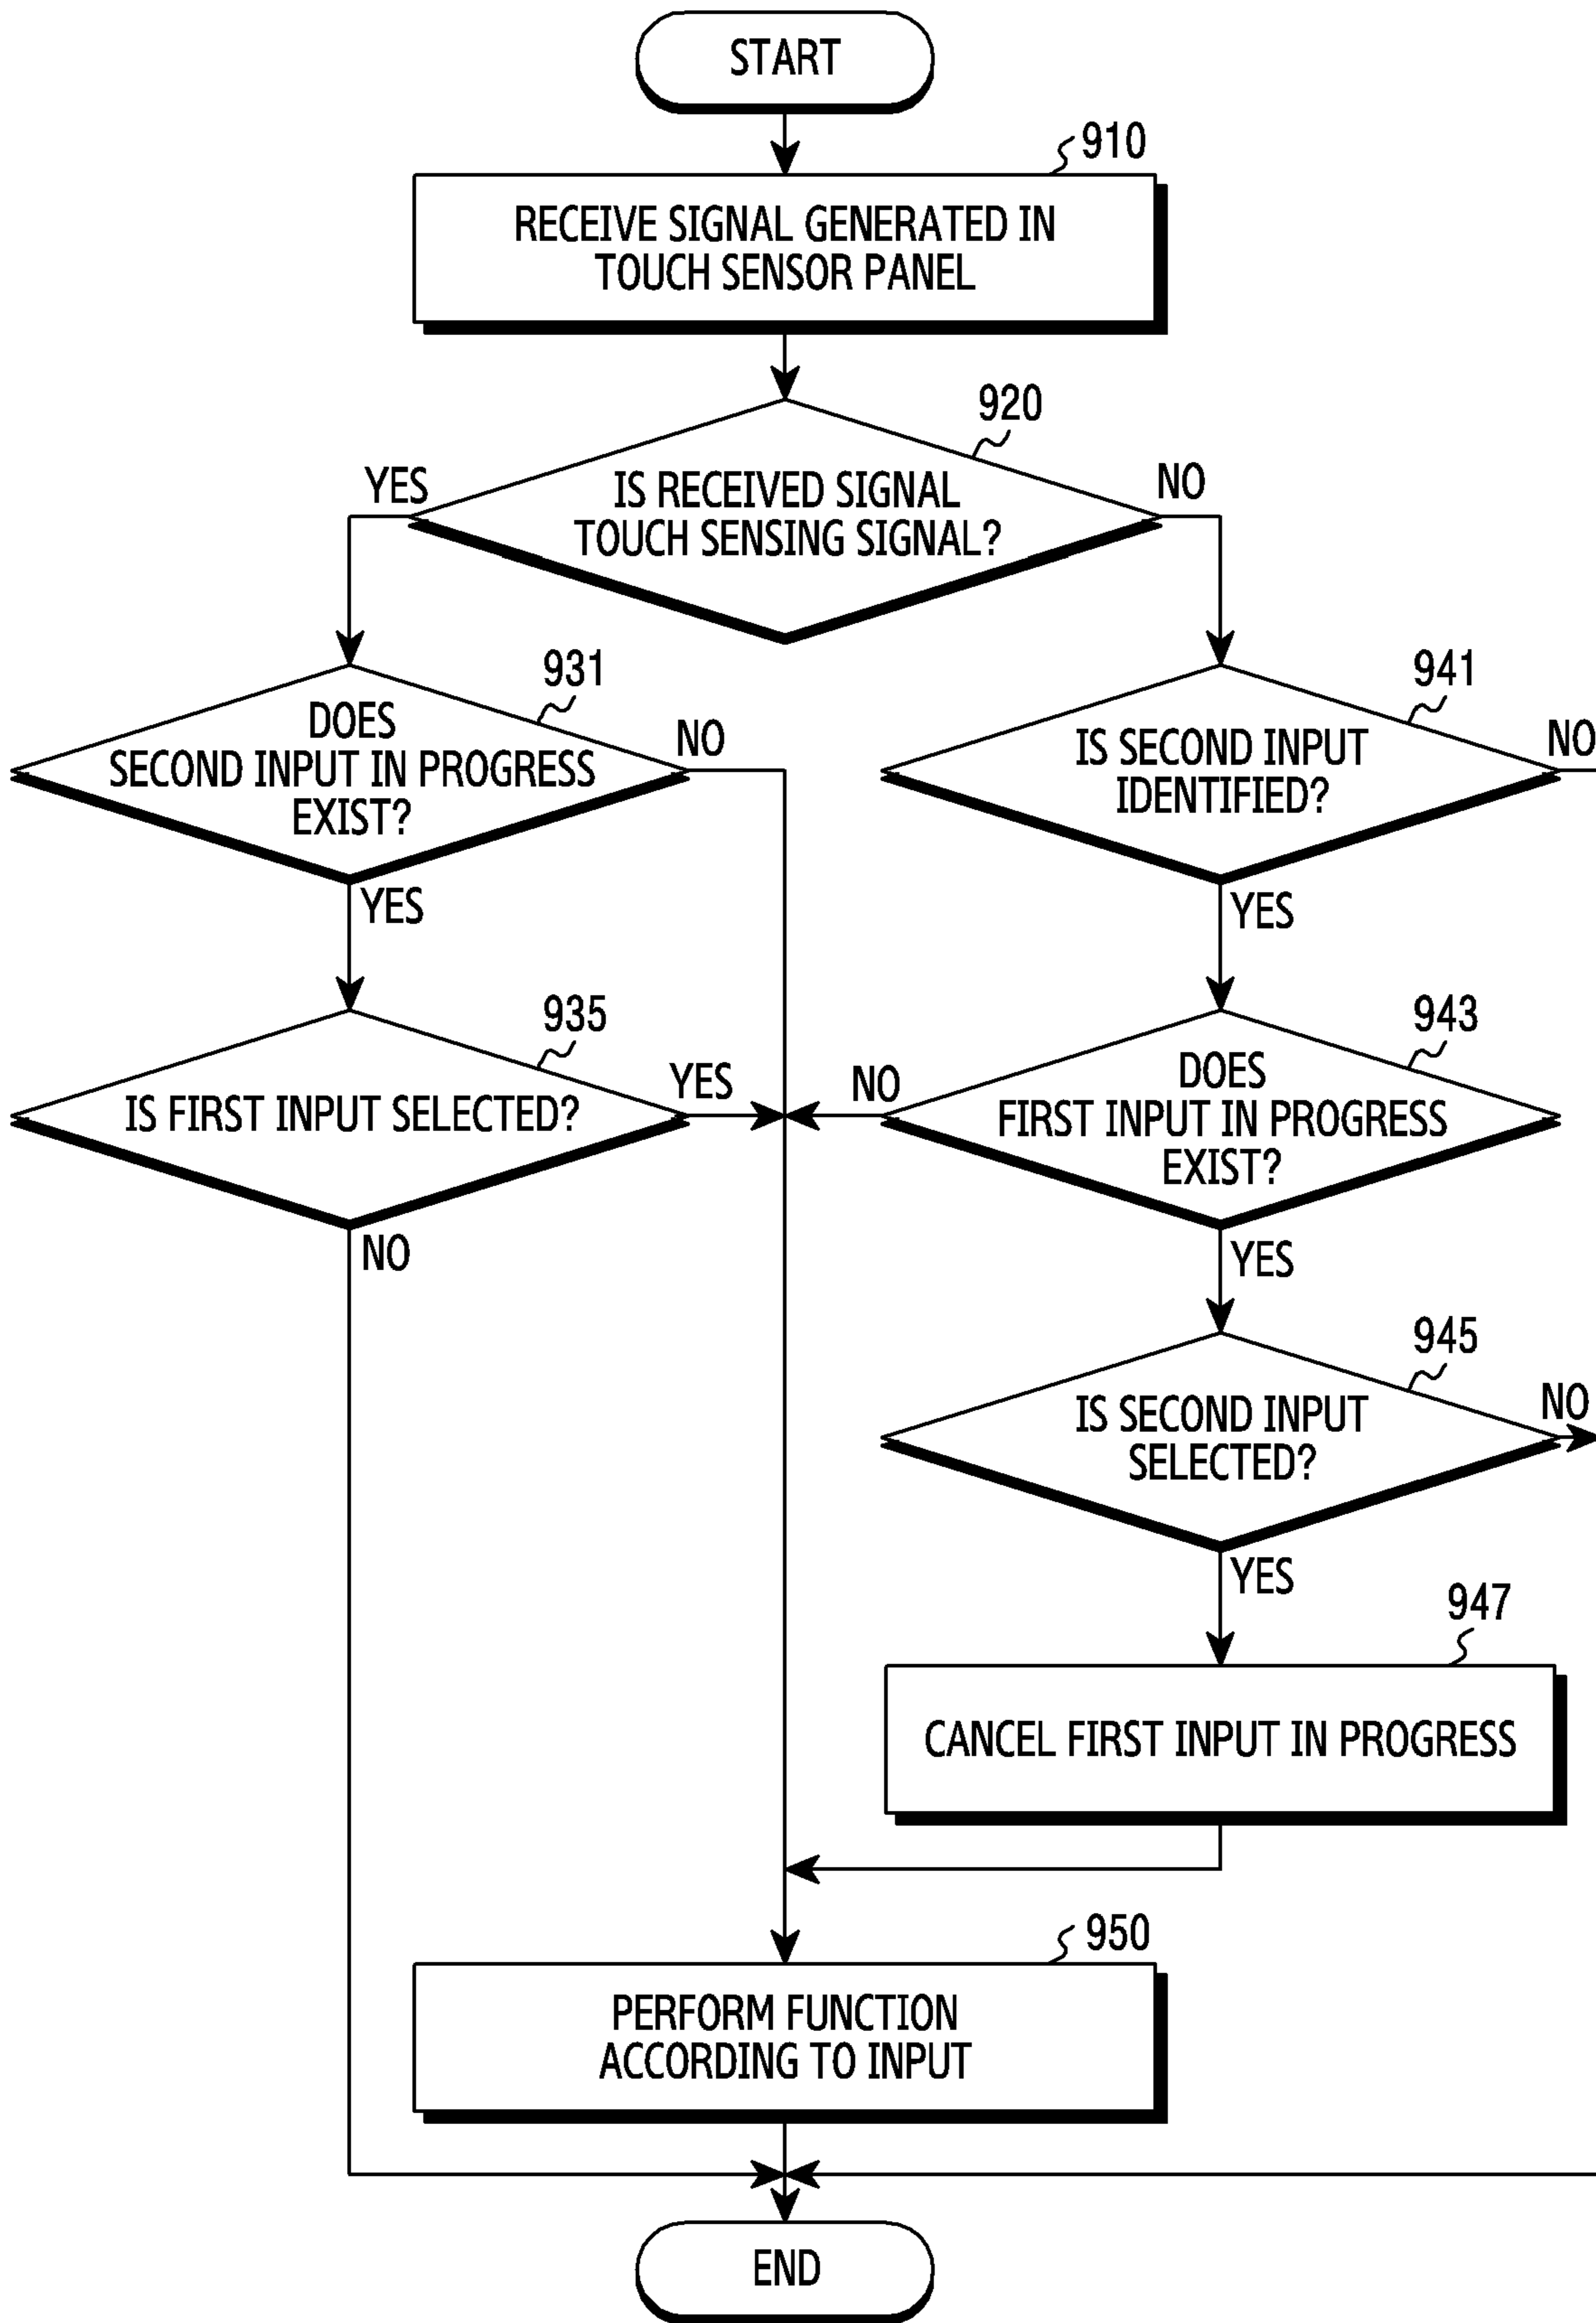 START
910
RECEIVE SIGNAL GENERATED IN
TOUCH SENSOR PANEL
920
YES
IS RECEIVED SIGNAL
TOUCH SENSING SIGNAL?
NO
931
DOES
SECOND INPUT IN PROGRESS
EXIST?
NO
YES
941
IS SECOND INPUT
IDENTIFIED?
NO
YES
935
IS FIRST INPUT SELECTED?
YES
NO
943
NO
DOES
FIRST INPUT IN PROGRESS
EXIST?
YES
945
IS SECOND INPUT
SELECTED?
NO
YES
947
CANCEL FIRST INPUT IN PROGRESS
950
PERFORM FUNCTION
ACCORDING TO INPUT
END